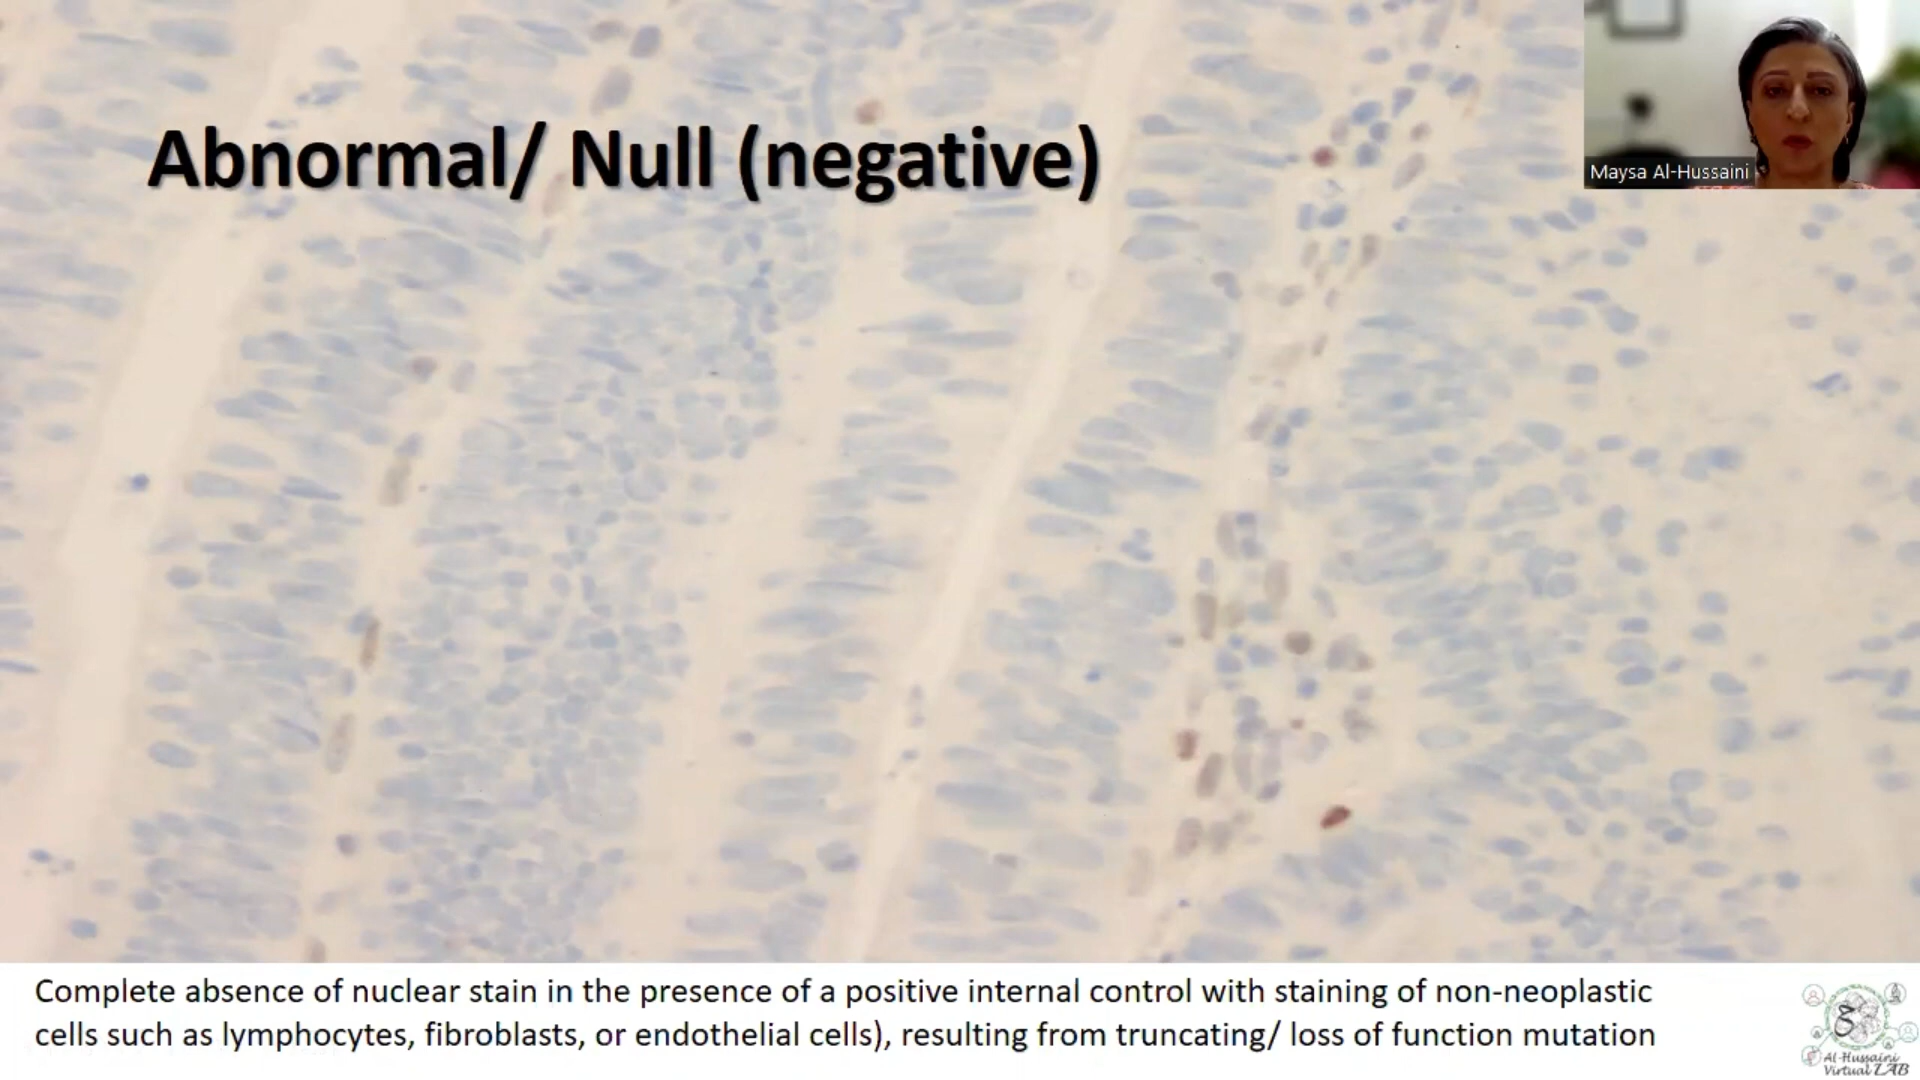 Abnormal/ Null (negative)
Maysa Al-Hussaini
Complete absence of nuclear stain in the presence of a positive internal control with staining of non-neoplastic
cells such as lymphocytes, fibroblasts, or endothelial cells), resulting from truncating/ loss of function mutation
Al-Hussaini
Virtual LAB